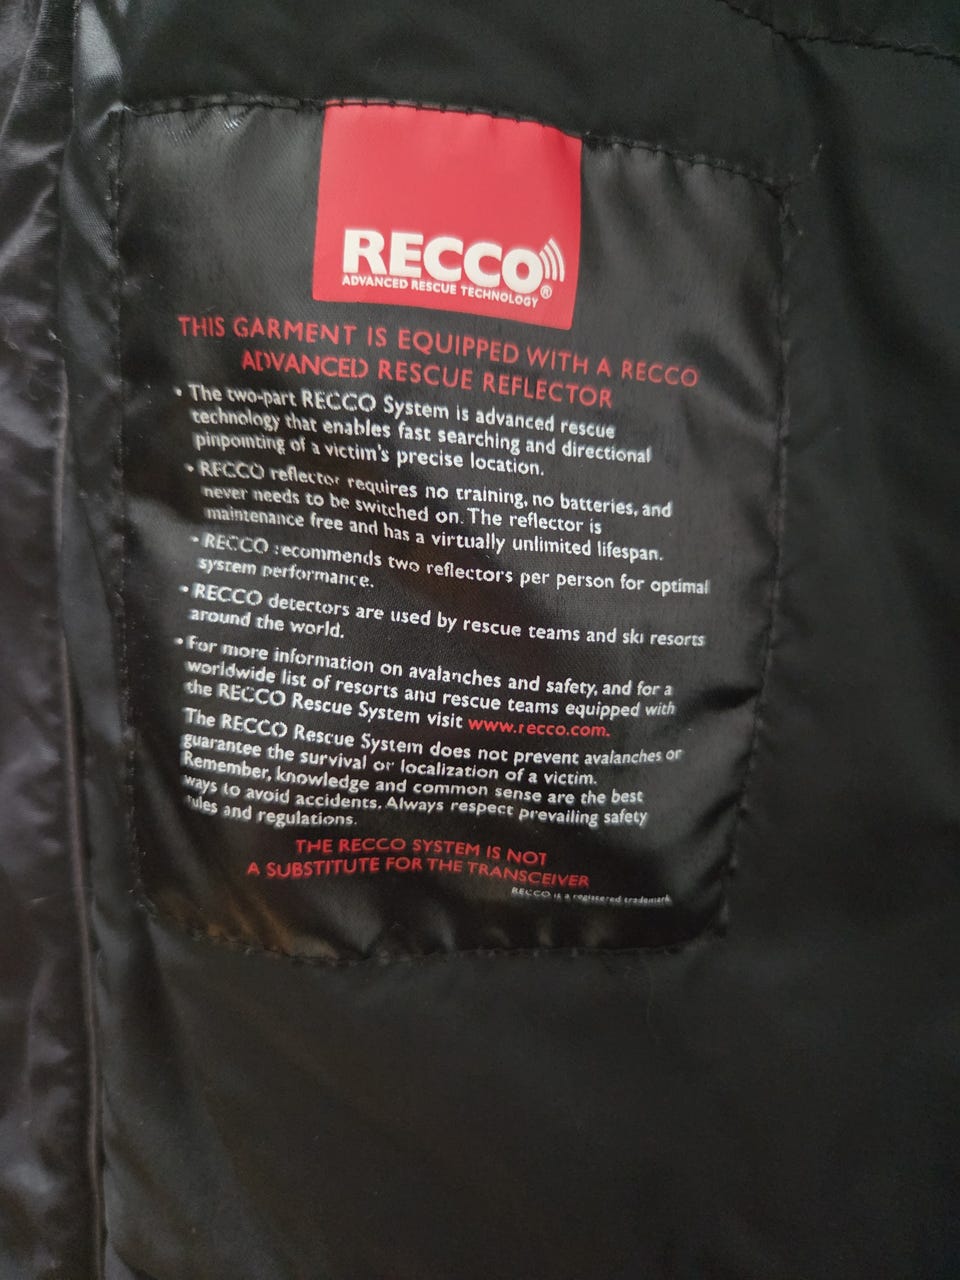 RECCO®
ADVANCED RESCUE TECHNOLOGY
THIS GARMENT IS EQUIPPED WITH A RECCO
ADVANCED RESCUE REFLECTOR
• The two-part RECCO System is advanced rescue
technology that enables fast searching and directional
pinpointing of a victim's precise location.
• RECCO reflector requires no training, no batteries, and
never needs to be switched on. The reflector is
maintenance free and has a virtually unlimited lifespan.
• RECCO recommends two reflectors per person for optimal
system performance.
• RECCO detectors are used by rescue teams and ski resorts
around the world.
• For more information on avalanches and safety, and for a
worldwide list of resorts and rescue teams equipped with
the RECCO Rescue System visit www.recco.com.
The RECCO Rescue System does not prevent avalanches or
guarantee the survival or localization of a victim.
Remember, knowledge and common sense are the best
ways to avoid accidents. Always respect prevailing safety
rules and regulations.
THE RECCO SYSTEM IS NOT
A SUBSTITUTE FOR THE TRANSCEIVER
RECCO is a registered trademark